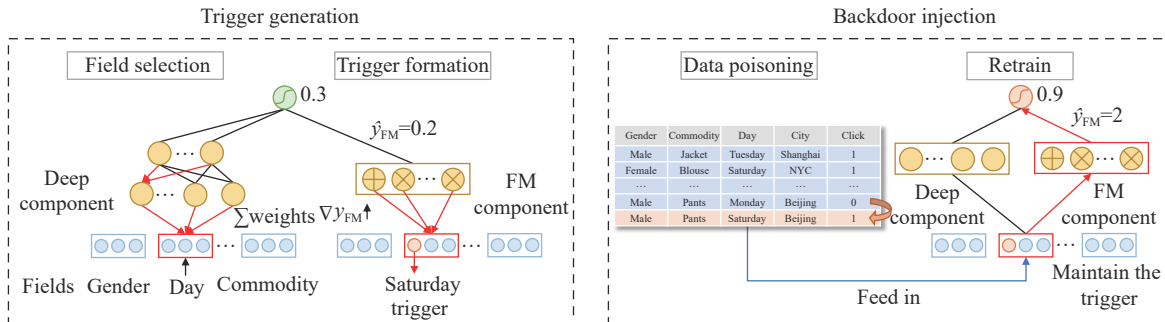 Trigger generation
Field selection
Trigger formation
0.3
ŷFM=0.2
Deep
component
∑weights
∇yFM
FM
component
Fields
Gender
Day
Commodity
Saturday
trigger
Backdoor injection
Data poisoning
Retrain
0.9
ŷFM=2
Gender Commodity Day City Click
Male Jacket Tuesday Shanghai 1
Female Blouse Saturday NYC 1
... ... ... ... ...
Male Pants Monday Beijing 0
Male Pants Saturday Beijing 1
Deep
component
FM
component
Maintain the
trigger
Feed in